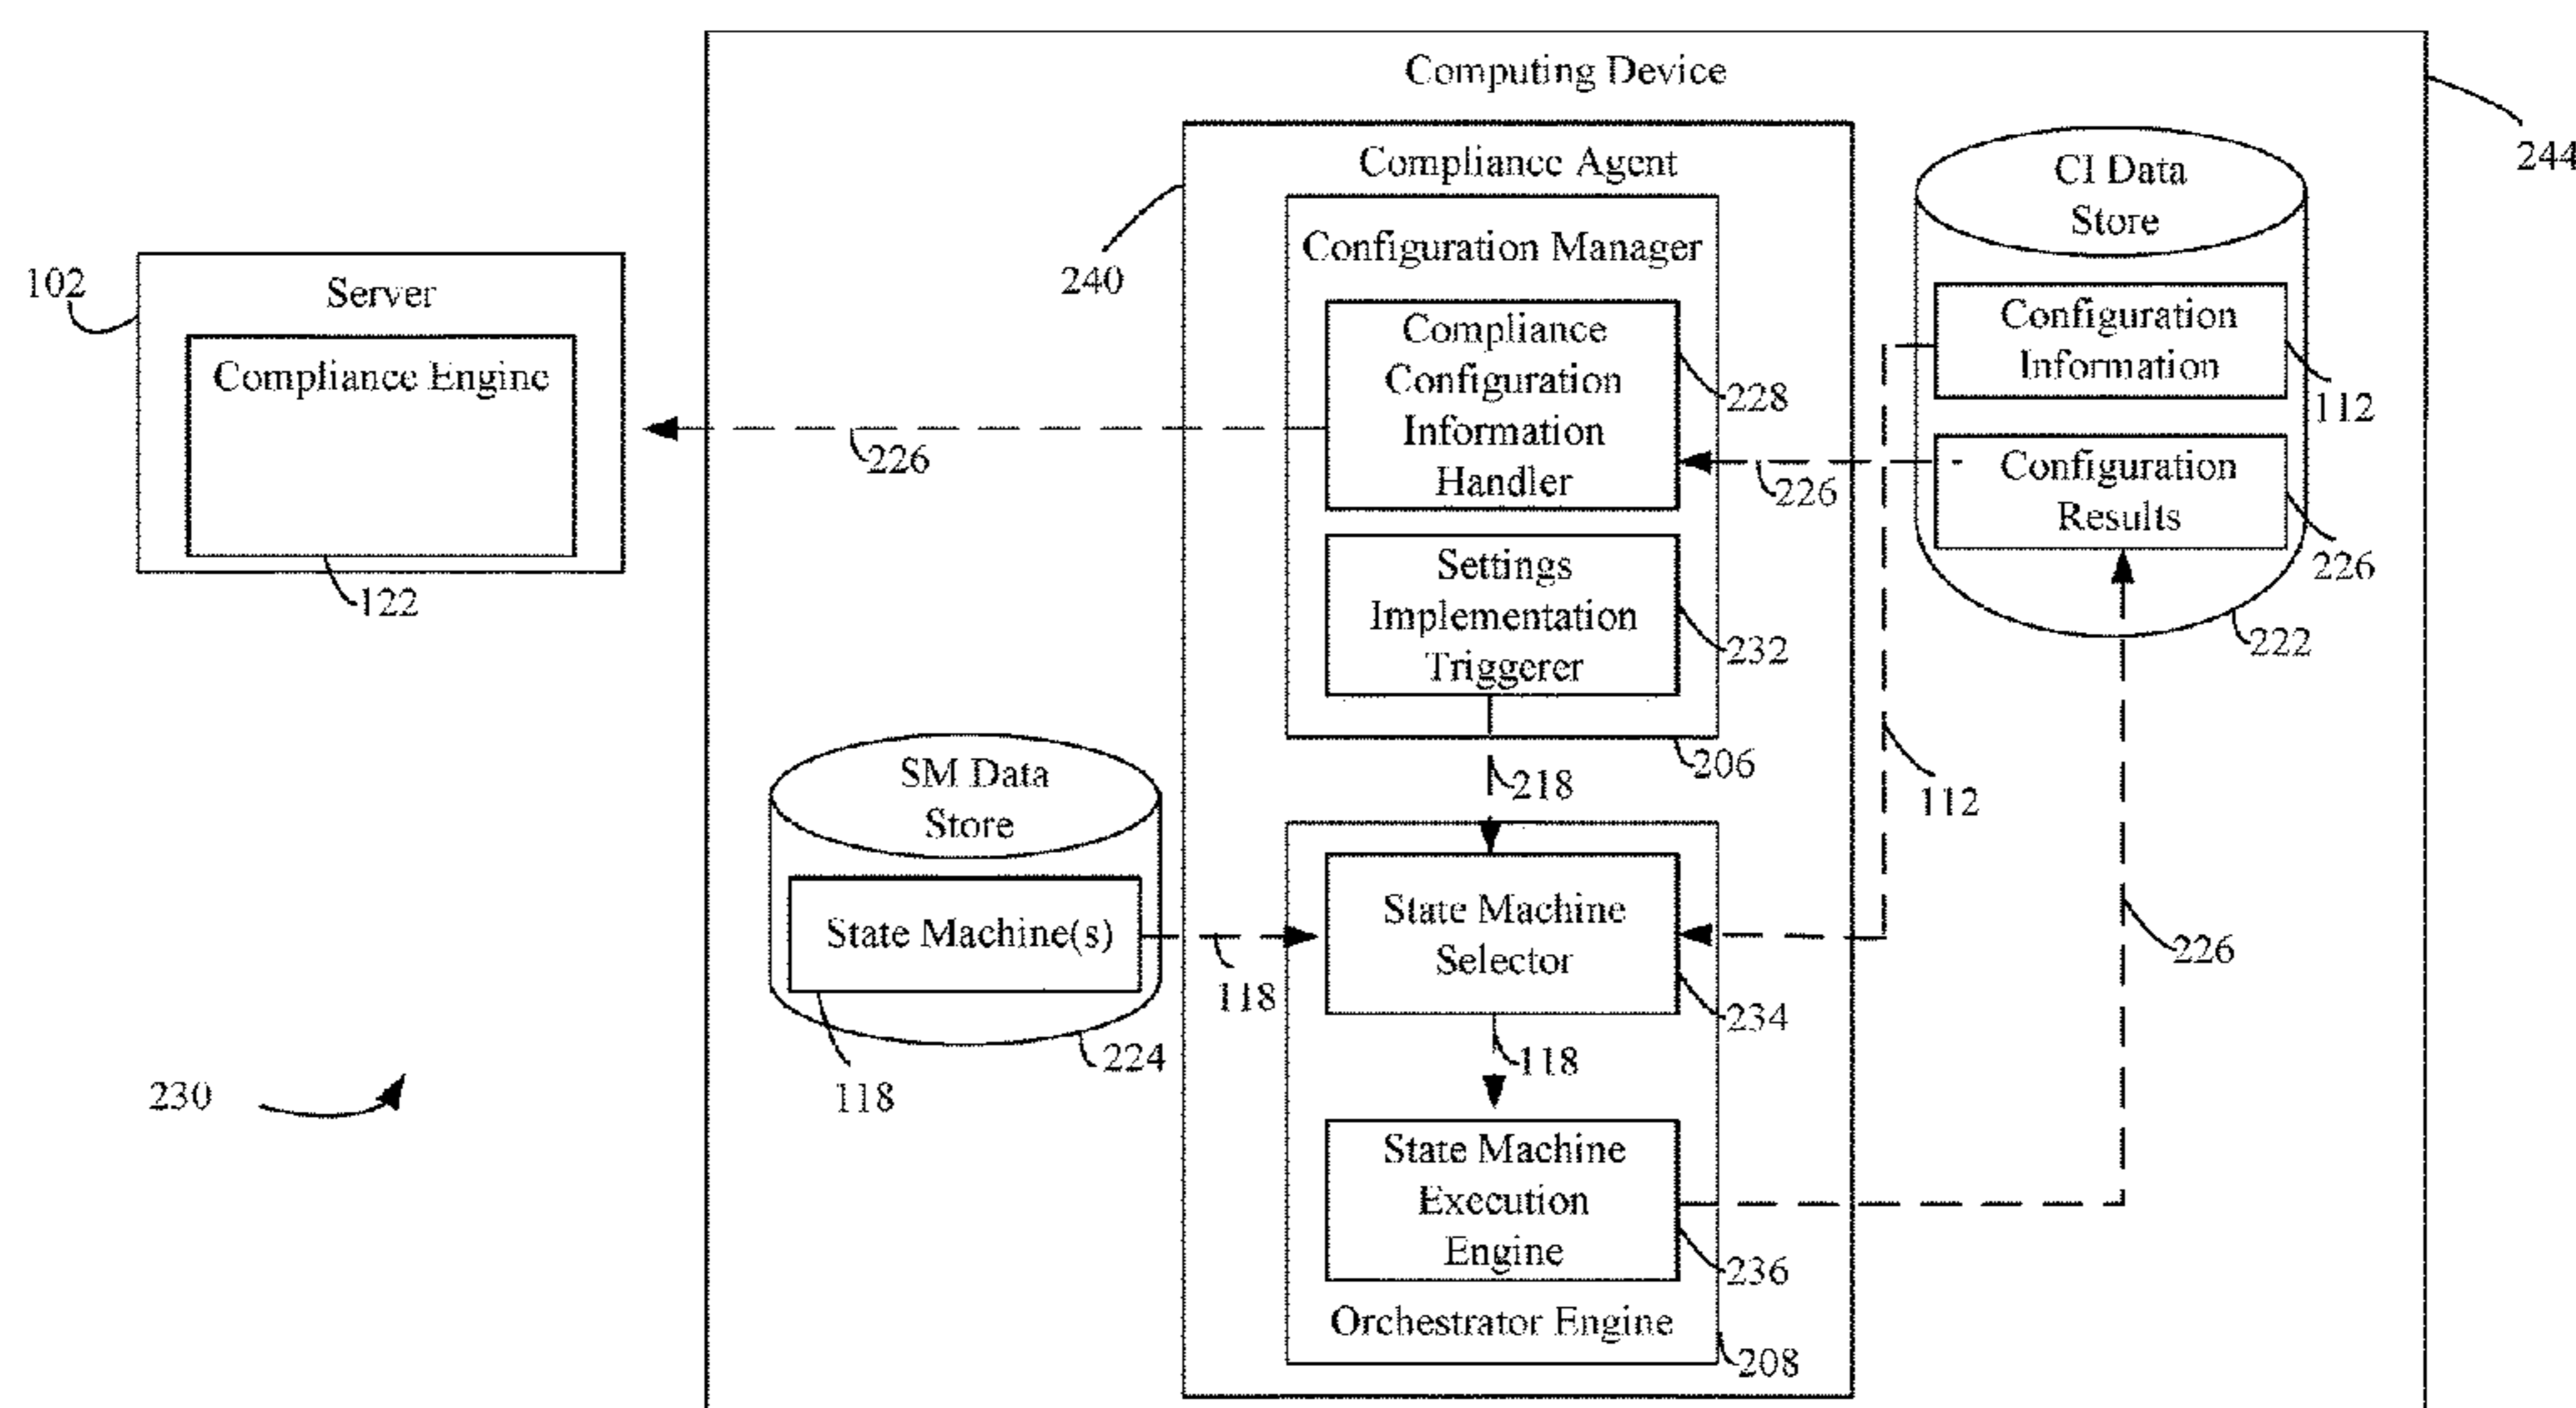 Computing Device
244
Compliance Agent
240
Configuration Manager
Compliance
Configuration
Information
Handler
228
Settings
Implementation
Triggerer
232
206
218
CI Data
Store
Configuration
Information
112
Configuration
Results
226
222
226
112
226
102
Server
Compliance Engine
122
226
SM Data
Store
State Machine(s)
118
224
118
State Machine
Selector
234
118
State Machine
Execution
Engine
236
Orchestrator Engine
208
230